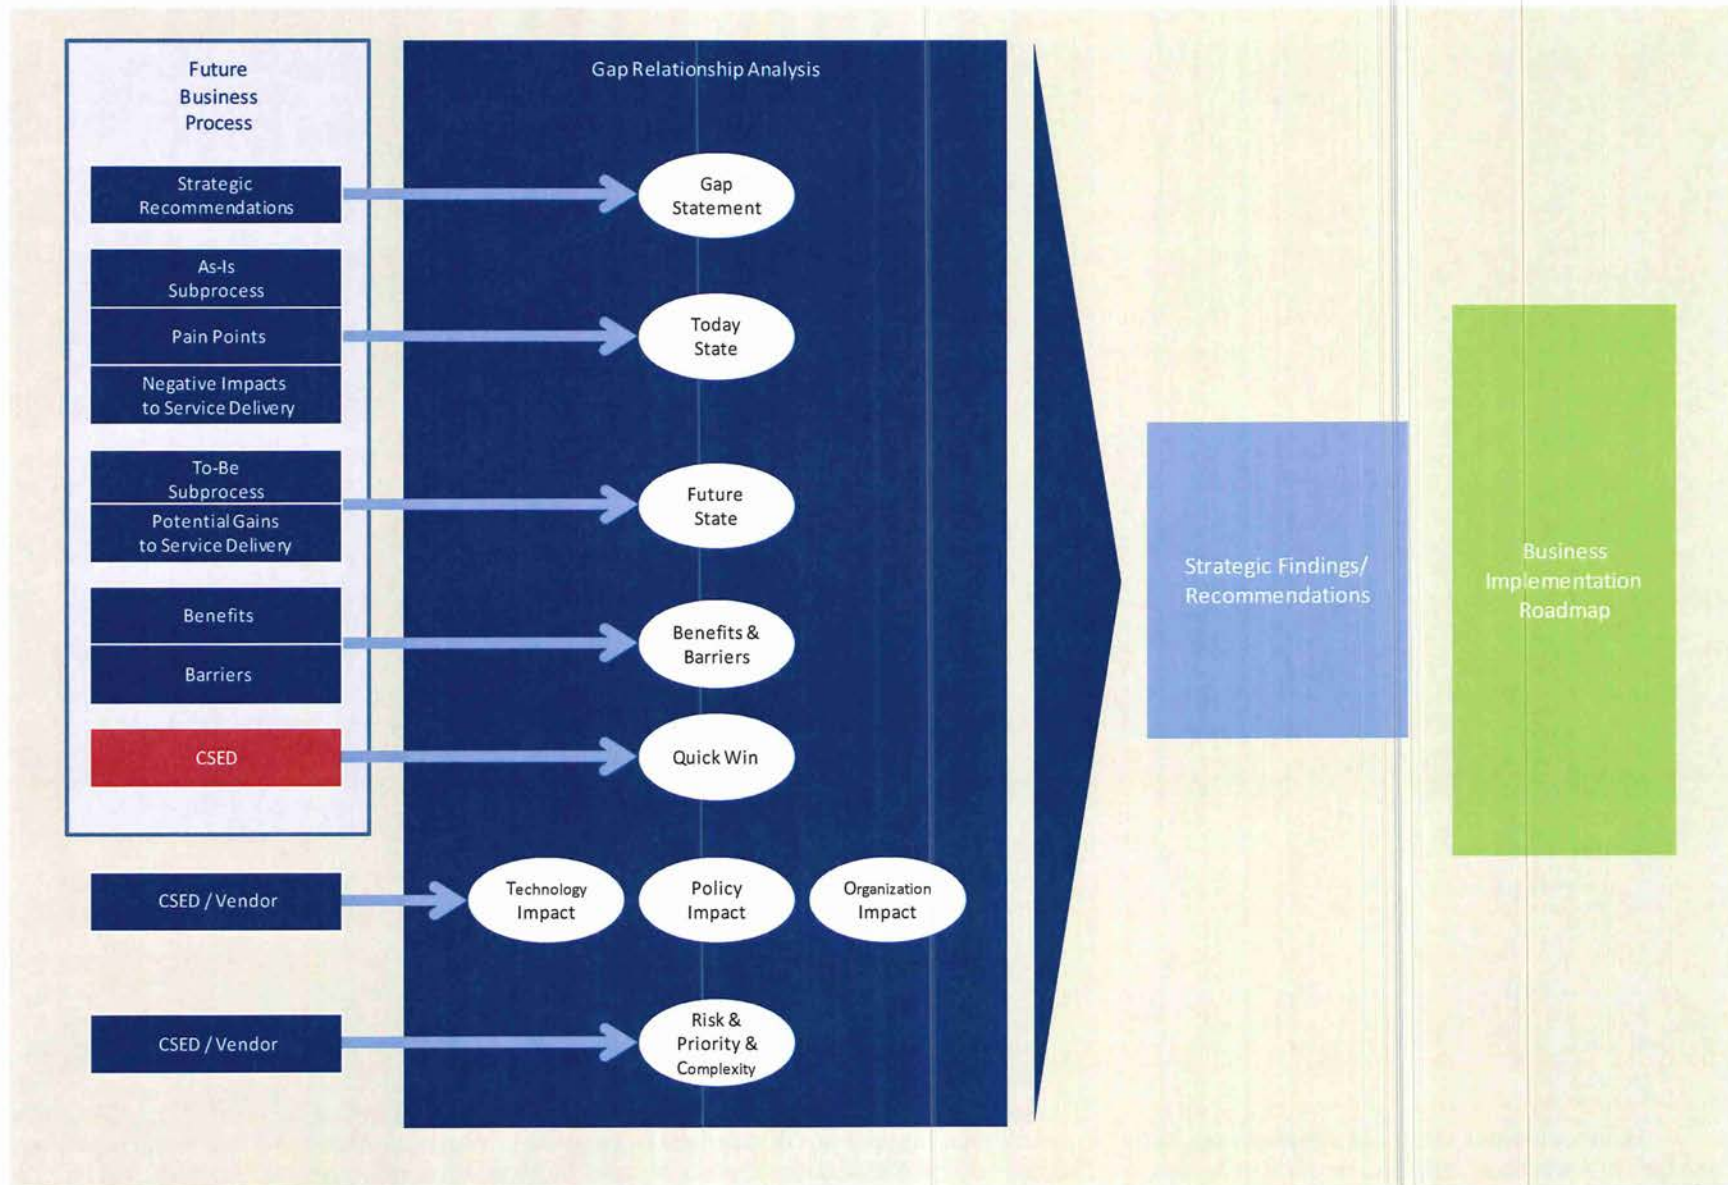 Future
Business
Process
Strategic
Recommendations
As-Is
Subprocess
Pain Points
Negative Impacts
to Service Delivery
To-Be
Subprocess
Potential Gains
to Service Delivery
Benefits
Barriers
CSED
CSED / Vendor
CSED / Vendor
Gap Relationship Analysis
Gap
Statement
Today
State
Future
State
Benefits &
Barriers
Quick Win
Technology
Impact
Policy
Impact
Organization
Impact
Risk &
Priority &
Complexity
Strategic Findings/
Recommendations
Business
Implementation
Roadmap